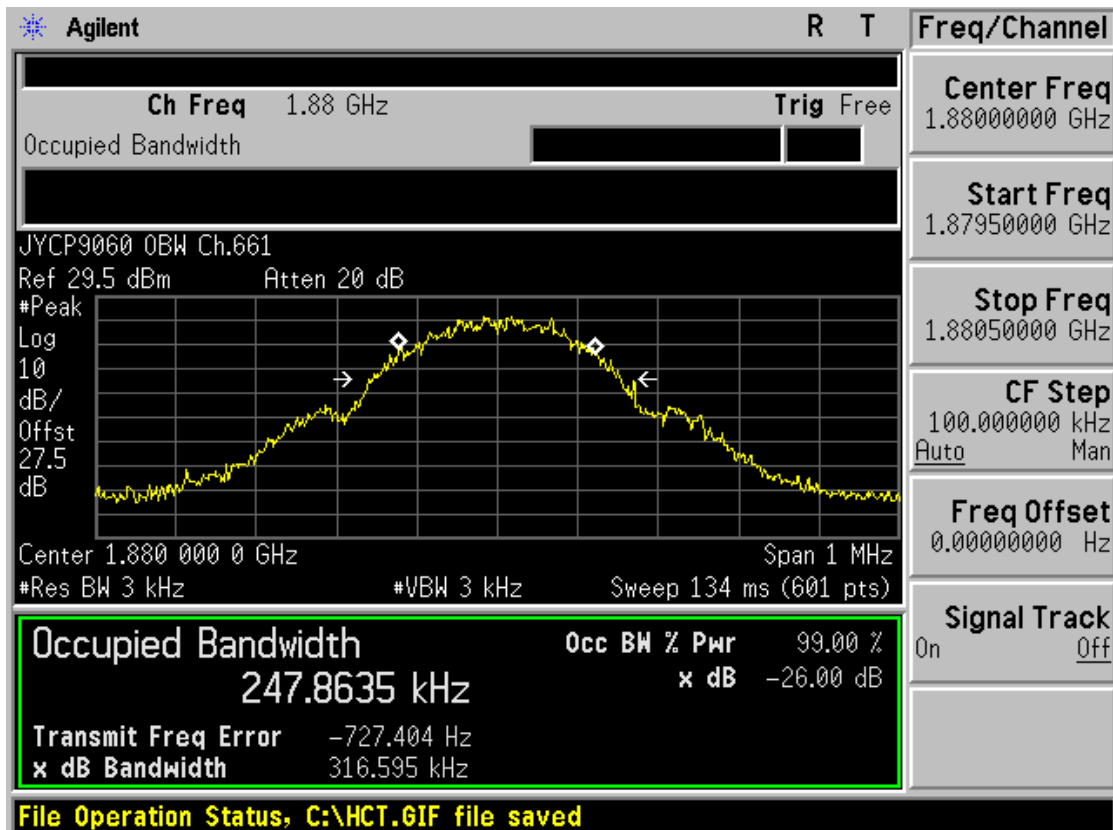 Agilent R T
Ch Freq 1.88 GHz Trig Free
Occupied Bandwidth
JYCP9060 OBW Ch.661
Ref 29.5 dBm Atten 20 dB
#Peak
Log
10
dB/
Offst
27.5
dB
Center 1.880 000 0 GHz Span 1 MHz
#Res BW 3 kHz #VBW 3 kHz Sweep 134 ms (601 pts)
Occupied Bandwidth Occ BW % Pwr 99.00 %
247.8635 kHz x dB -26.00 dB
Transmit Freq Error -727.404 Hz
x dB Bandwidth 316.595 kHz
File Operation Status, C:\HCT.GIF file saved
Freq/Channel
Center Freq
1.88000000 GHz
Start Freq
1.87950000 GHz
Stop Freq
1.88050000 GHz
CF Step
100.000000 kHz
Auto Man
Freq Offset
0.00000000 Hz
Signal Track
On Off